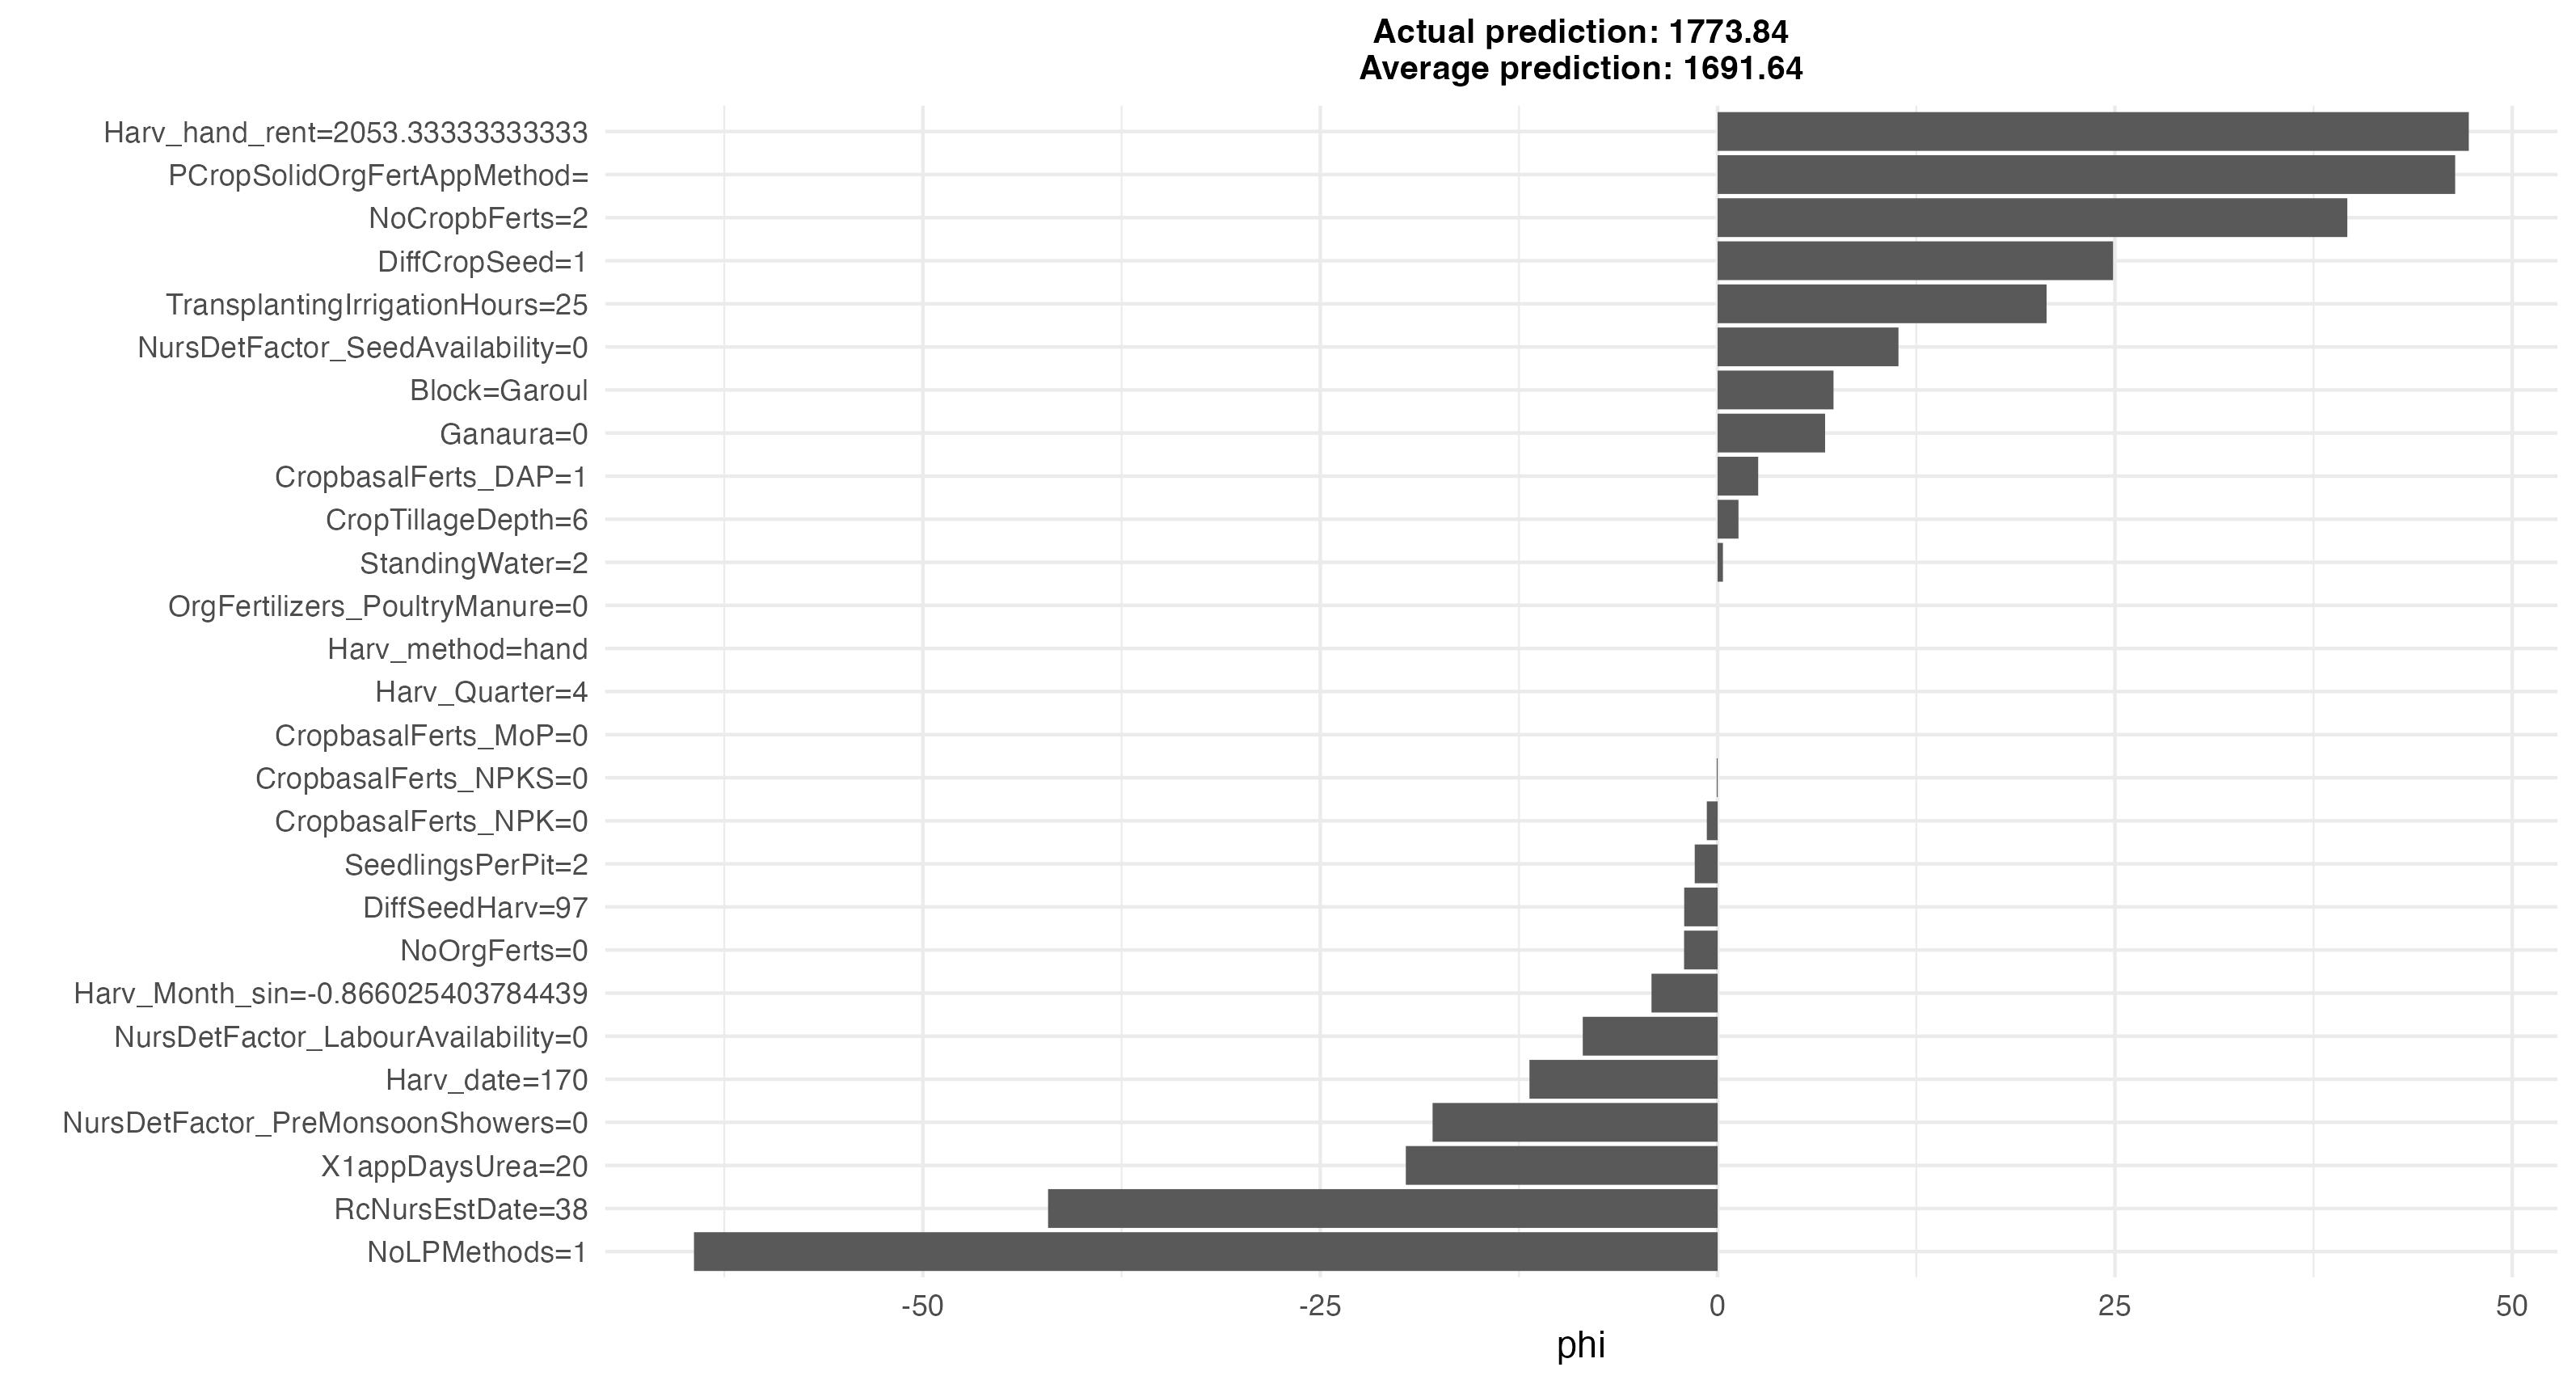 Actual prediction: 1773.84
Average prediction: 1691.64
Harv_hand_rent=2053.33333333333
PCropSolidOrgFertAppMethod=
NoCropbFerts=2
DiffCropSeed=1
TransplantingIrrigationHours=25
NursDetFactor_SeedAvailability=0
Block=Garoul
Ganaura=0
CropbasalFerts_DAP=1
CropTillageDepth=6
StandingWater=2
OrgFertilizers_PoultryManure=0
Harv_method=hand
Harv_Quarter=4
CropbasalFerts_MoP=0
CropbasalFerts_NPKS=0
CropbasalFerts_NPK=0
SeedlingsPerPit=2
DiffSeedHarv=97
NoOrgFerts=0
Harv_Month_sin=-0.866025403784439
NursDetFactor_LabourAvailability=0
Harv_date=170
NursDetFactor_PreMonsoonShowers=0
X1appDaysUrea=20
RcNursEstDate=38
NoLPMethods=1
-50 -25 0 25 50
phi